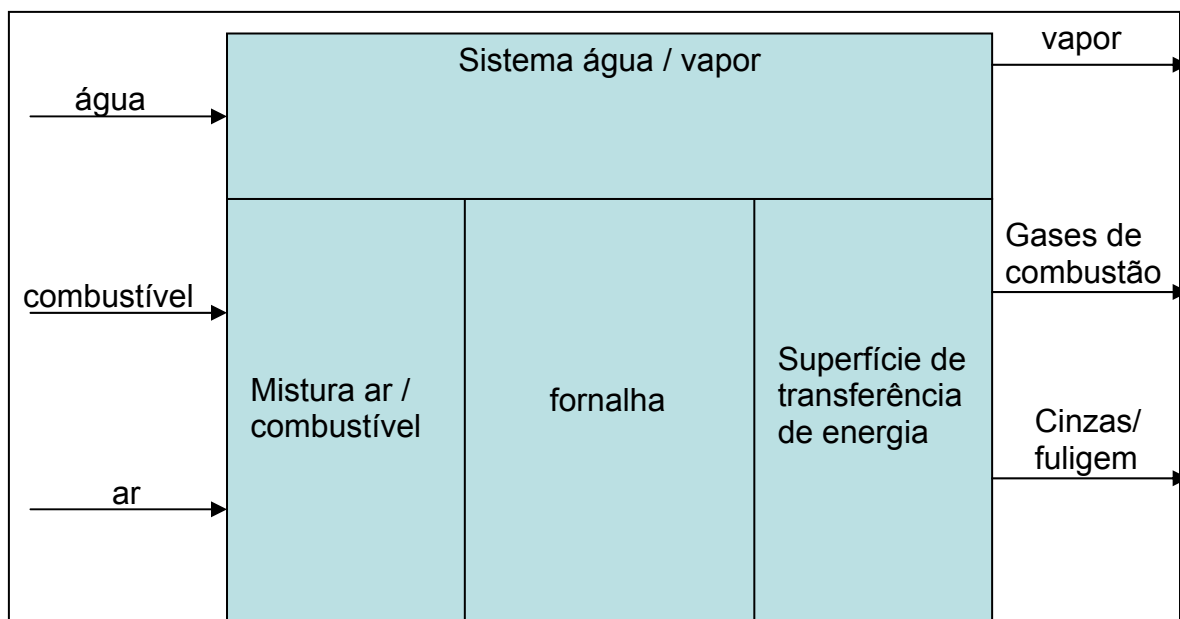 vapor
Sistema água / vapor
água
Gases de
combustão
combustível
Mistura ar /
combustível
fornalha
Superfície de
transferência
de energia
Cinzas/
fuligem
ar